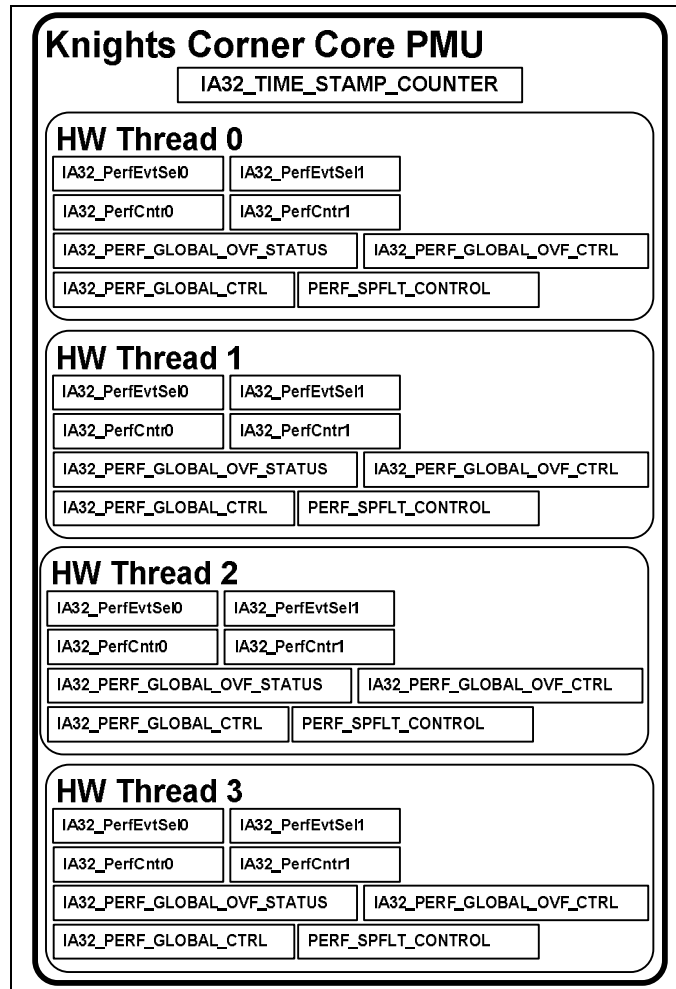 Knights Corner Core PMU
IA32_TIME_STAMP_COUNTER
HW Thread 0
IA32_PerfEvtSel0 IA32_PerfEvtSel1
IA32_PerfCntr0 IA32_PerfCntr1
IA32_PERF_GLOBAL_OVF_STATUS IA32_PERF_GLOBAL_OVF_CTRL
IA32_PERF_GLOBAL_CTRL PERF_SPFLT_CONTROL
HW Thread 1
IA32_PerfEvtSel0 IA32_PerfEvtSel1
IA32_PerfCntr0 IA32_PerfCntr1
IA32_PERF_GLOBAL_OVF_STATUS IA32_PERF_GLOBAL_OVF_CTRL
IA32_PERF_GLOBAL_CTRL PERF_SPFLT_CONTROL
HW Thread 2
IA32_PerfEvtSel0 IA32_PerfEvtSel1
IA32_PerfCntr0 IA32_PerfCntr1
IA32_PERF_GLOBAL_OVF_STATUS IA32_PERF_GLOBAL_OVF_CTRL
IA32_PERF_GLOBAL_CTRL PERF_SPFLT_CONTROL
HW Thread 3
IA32_PerfEvtSel0 IA32_PerfEvtSel1
IA32_PerfCntr0 IA32_PerfCntr1
IA32_PERF_GLOBAL_OVF_STATUS IA32_PERF_GLOBAL_OVF_CTRL
IA32_PERF_GLOBAL_CTRL PERF_SPFLT_CONTROL